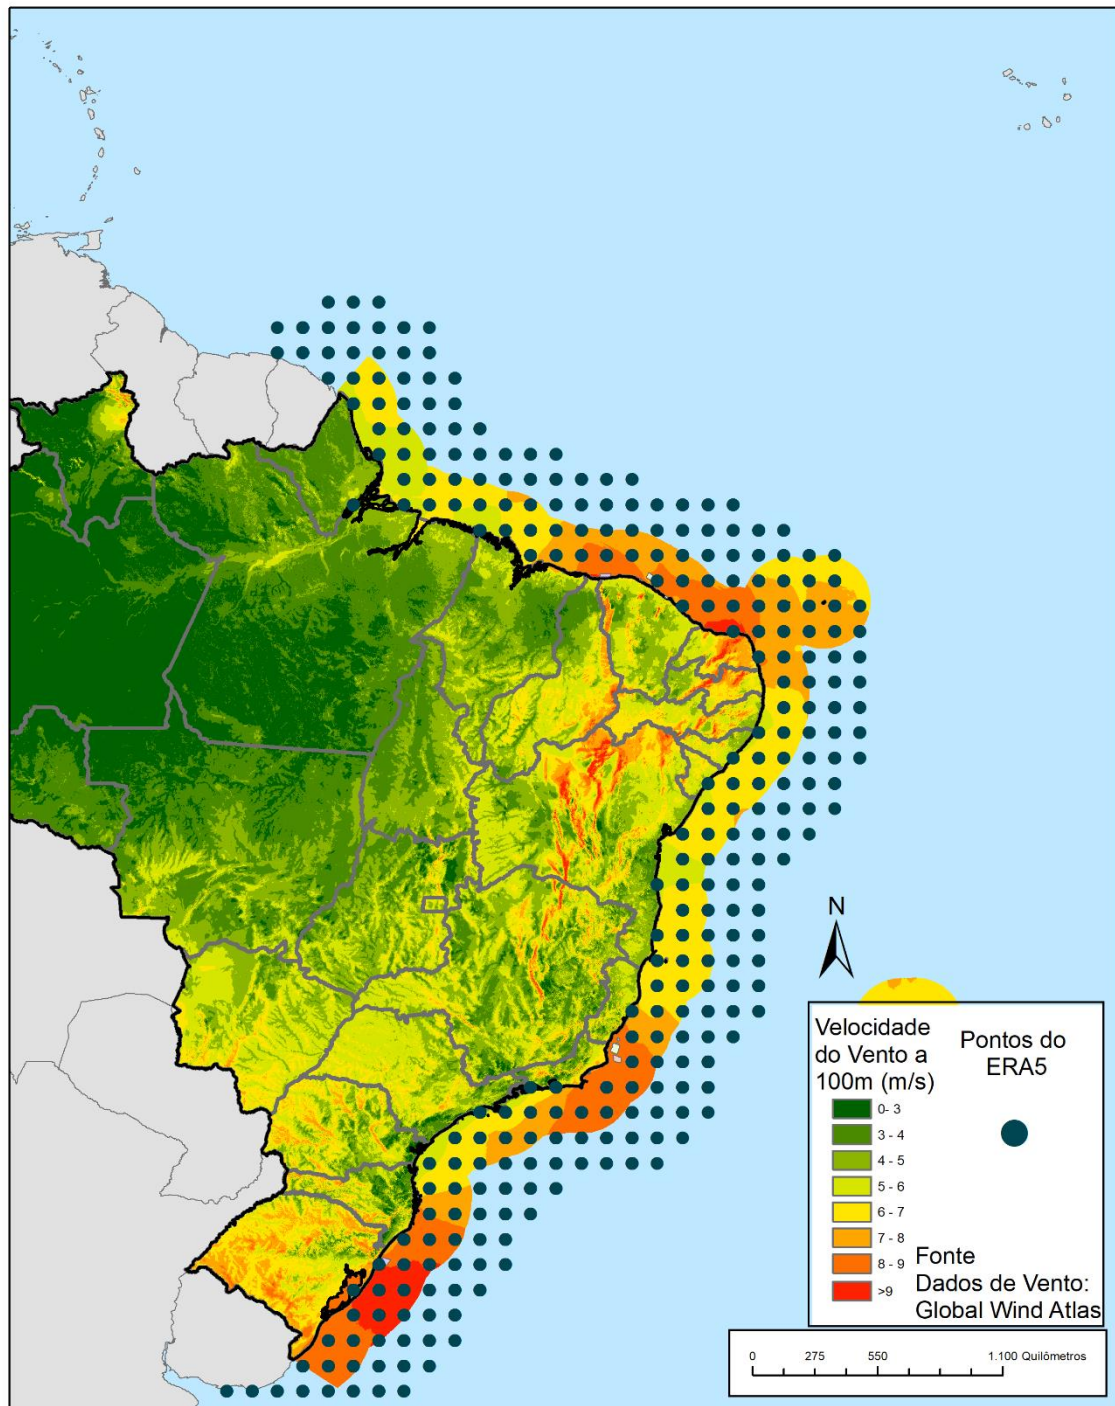 N
Velocidade
do Vento a
100m (m/s)
Pontos do
ERA5
0- 3
3 - 4
4 - 5
5 - 6
6 - 7
7 - 8
8 - 9
>9
Fonte
Dados de Vento:
Global Wind Atlas
0 275 550 1.100 Quilômetros